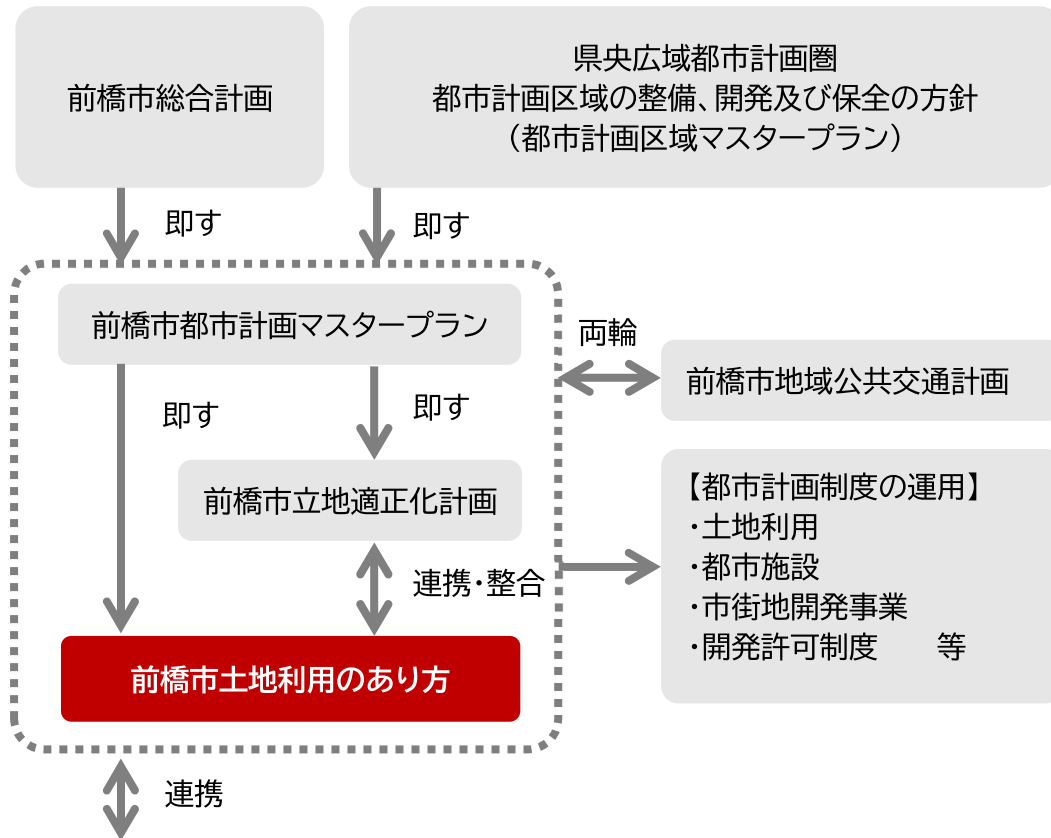 前橋市総合計画
県央広域都市計画圏
都市計画区域の整備、開発及び保全の方針
（都市計画区域マスタープラン）
即す
即す
前橋市都市計画マスタープラン
両輪
前橋市地域公共交通計画
即す
即す
前橋市立地適正化計画
【都市計画制度の運用】
・土地利用
・都市施設
・市街地開発事業
・開発許可制度　　等
連携・整合
前橋市土地利用のあり方
連携